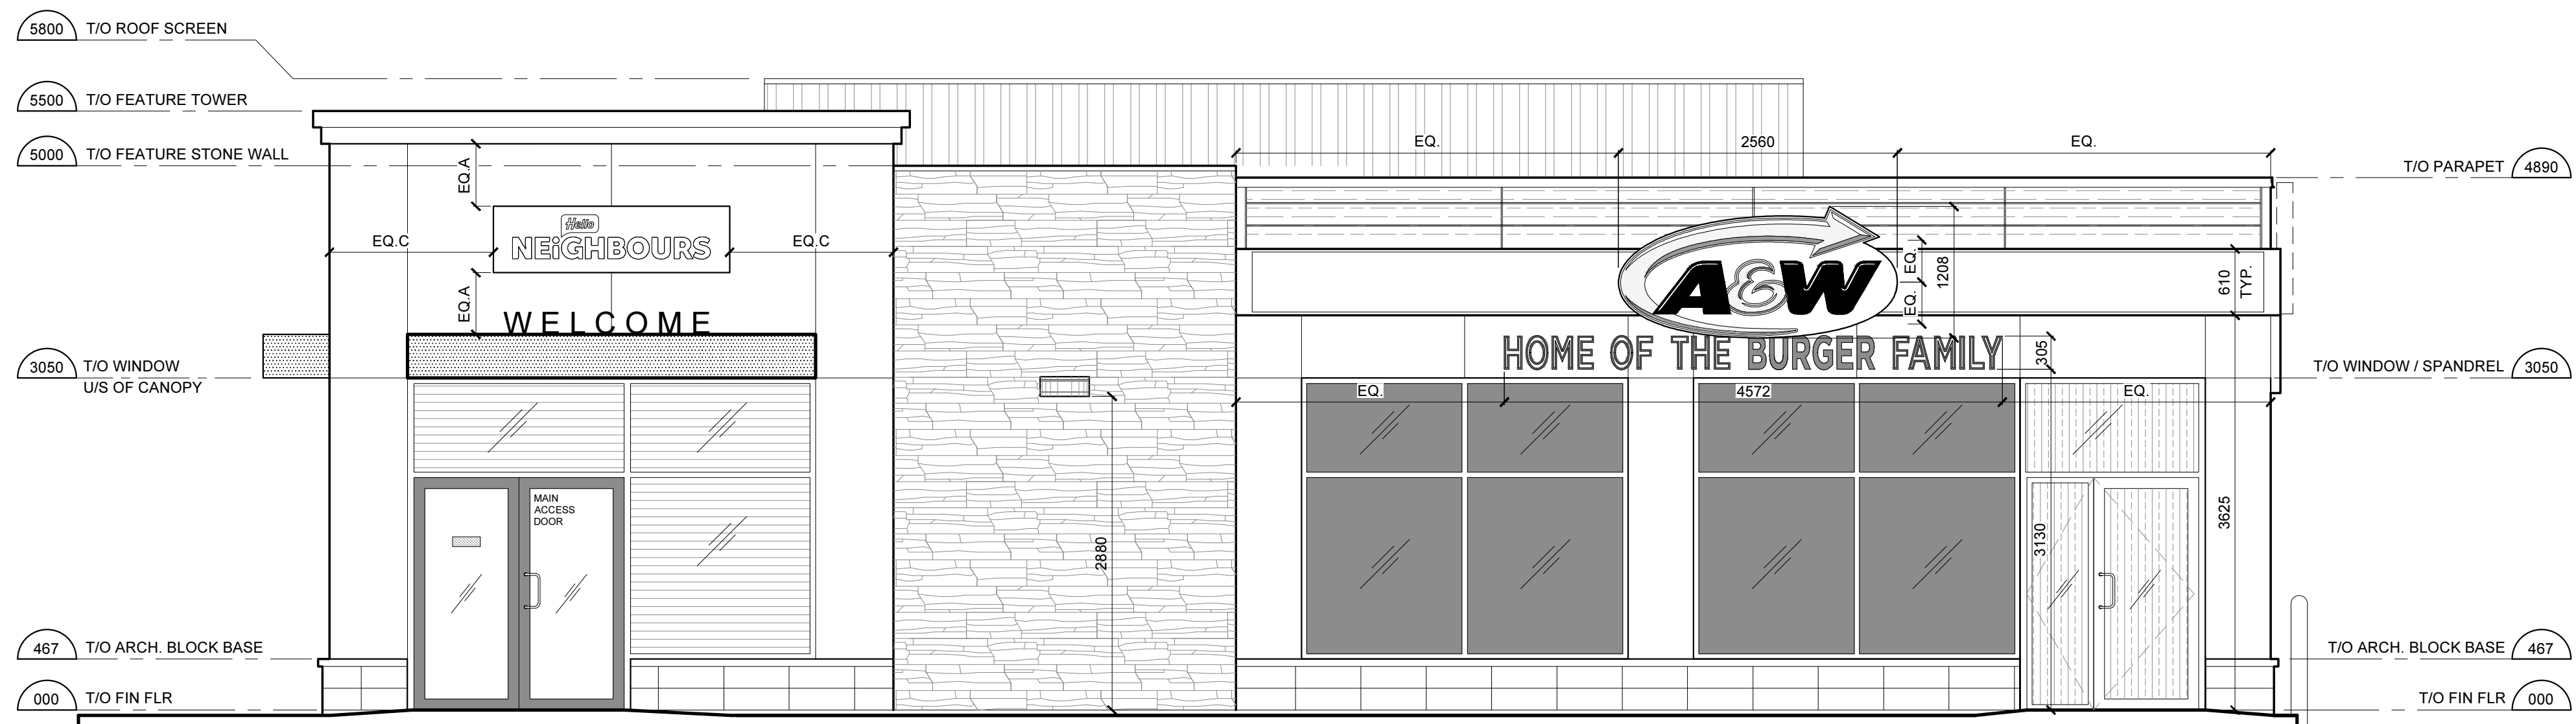 5800 T/O ROOF SCREEN
5500 T/O FEATURE TOWER
5000 T/O FEATURE STONE WALL
EQ. 2560 EQ.
T/O PARAPET 4890
EQ.A
Hello
NEiGHBOURS
EQ.C EQ.C
EQ.A
WELCOME
A&W
EQ.
EQ.
1208
610
TYP.
HOME OF THE BURGER FAMILY
305
3050 T/O WINDOW
U/S OF CANOPY
T/O WINDOW / SPANDREL 3050
EQ. 4572 EQ.
MAIN
ACCESS
DOOR
2880
3130
3625
467 T/O ARCH. BLOCK BASE
T/O ARCH. BLOCK BASE 467
000 T/O FIN FLR
T/O FIN FLR 000